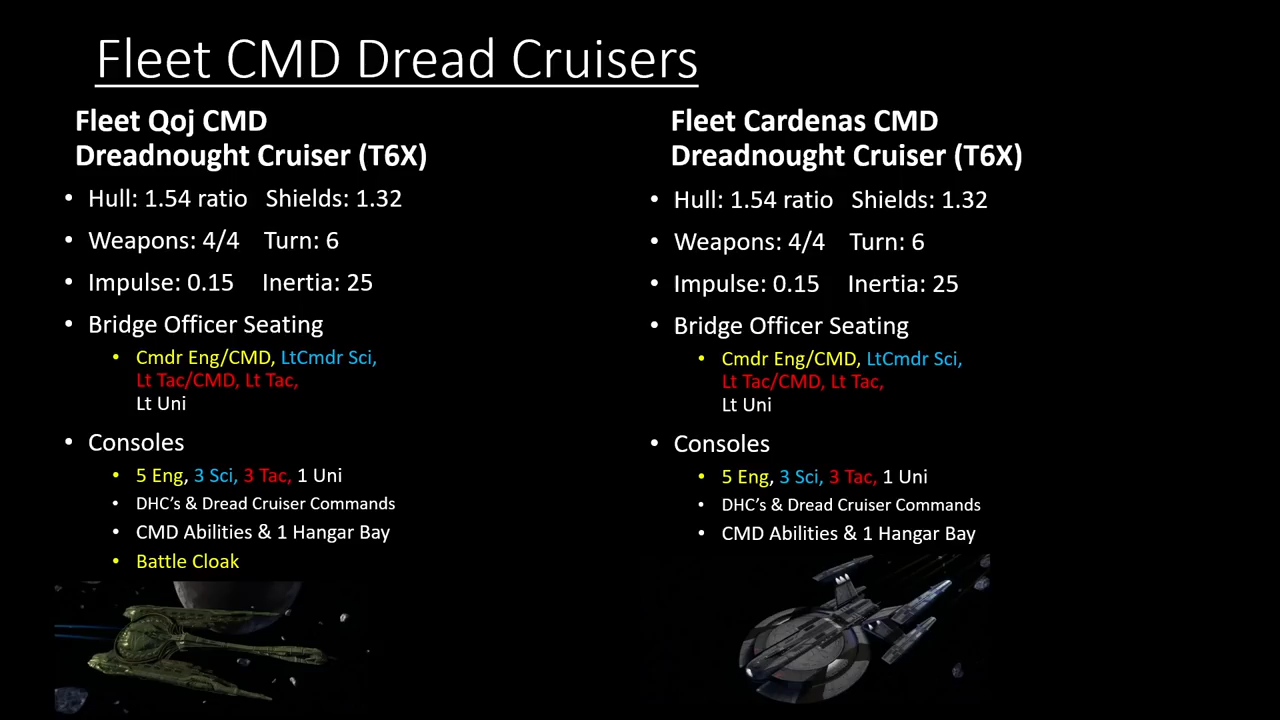 Fleet CMD Dread Cruisers
Fleet Qoj CMD
Dreadnought Cruiser (T6X)
• Hull: 1.54 ratio Shields: 1.32
• Weapons: 4/4 Turn: 6
• Impulse: 0.15 Inertia: 25
• Bridge Officer Seating
• Cmdr Eng/CMD, LtCmdr Sci,
Lt Tac/CMD, Lt Tac,
Lt Uni
• Consoles
• 5 Eng, 3 Sci, 3 Tac, 1 Uni
• DHC's & Dread Cruiser Commands
• CMD Abilities & 1 Hangar Bay
• Battle Cloak
Fleet Cardenas CMD
Dreadnought Cruiser (T6X)
• Hull: 1.54 ratio Shields: 1.32
• Weapons: 4/4 Turn: 6
• Impulse: 0.15 Inertia: 25
• Bridge Officer Seating
• Cmdr Eng/CMD, LtCmdr Sci,
Lt Tac/CMD, Lt Tac,
Lt Uni
• Consoles
• 5 Eng, 3 Sci, 3 Tac, 1 Uni
• DHC's & Dread Cruiser Commands
• CMD Abilities & 1 Hangar Bay